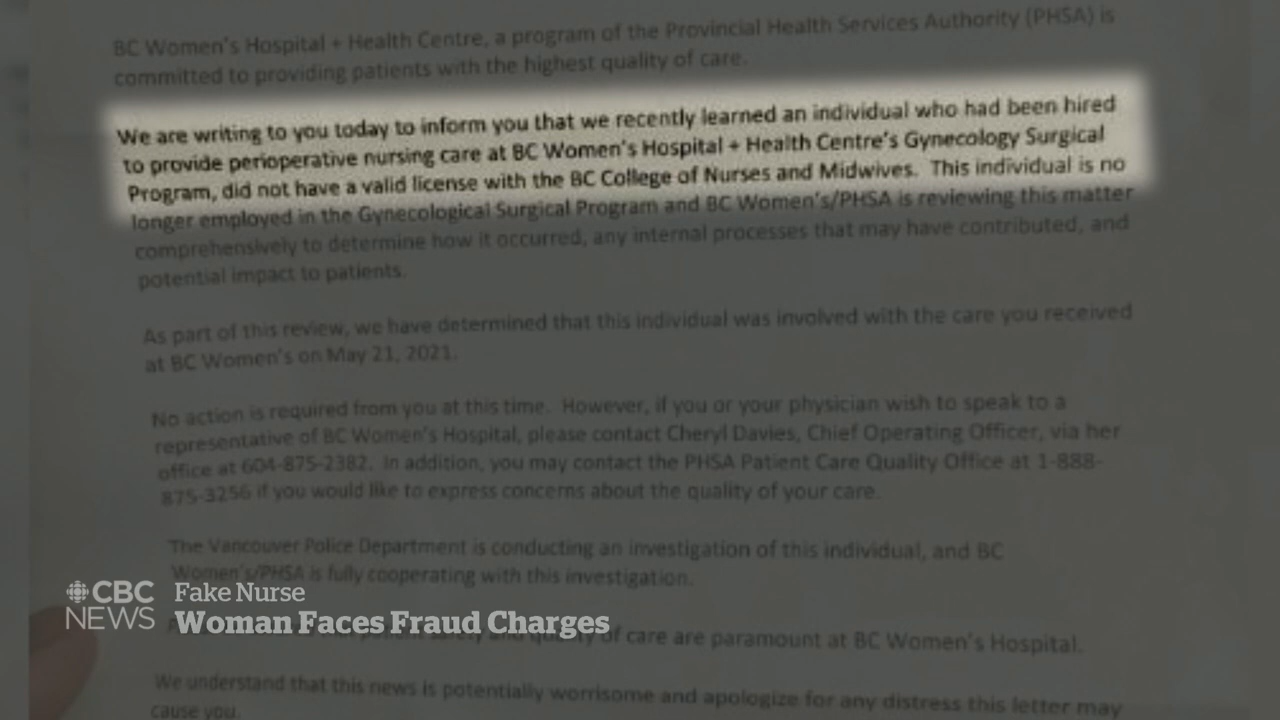 BC Women's Hospital + Health Centre, a program of the Provincial Health Services Authority (PHSA) is
committed to providing patients with the highest quality of care.
We are writing to you today to inform you that we recently learned an individual who had been hired
to provide perioperative nursing care at BC Women's Hospital + Health Centre's Gynecology Surgical
Program, did not have a valid license with the BC College of Nurses and Midwives. This individual is no
longer employed in the Gynecological Surgical Program and BC Women's/PHSA is reviewing this matter
comprehensively to determine how it occurred, any internal processes that may have contributed, and
potential impact to patients.
As part of this review, we have determined that this individual was involved with the care you received
at BC Women's on May 21, 2021.
No action is required from you at this time. However, if you or your physician wish to speak to a
representative of BC Women's Hospital, please contact Cheryl Davies, Chief Operating Officer, via her
office at 604-875-2382. In addition, you may contact the PHSA Patient Care Quality Office at 1-888-
875-3256 if you would like to express concerns about the quality of your care.
The Vancouver Police Department is conducting an investigation of this individual, and BC
Women's/PHSA is fully cooperating with this investigation.
of care are paramount at BC Women's Hospital.
We understand that this news is potentially worrisome and apologize for any distress this letter may
cause you.
CBC
NEWS
Fake Nurse
Woman Faces Fraud Charges